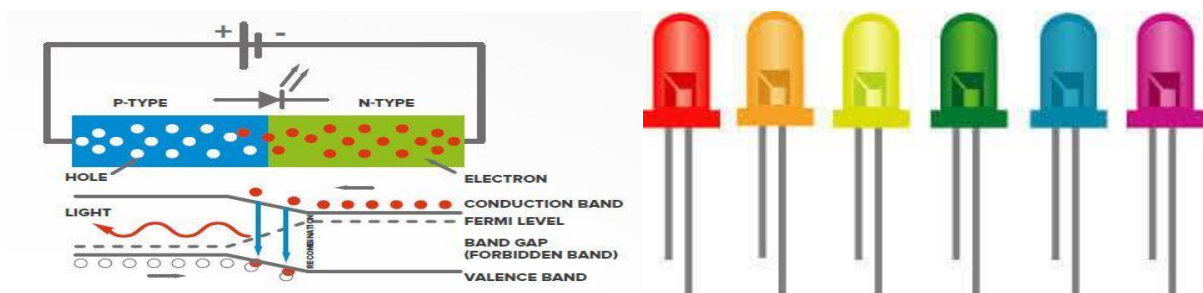 + -
P-TYPE N-TYPE
HOLE ELECTRON
CONDUCTION BAND
LIGHT FERMI LEVEL
RECOMBINATION
BAND GAP
(FORBIDDEN BAND)
VALENCE BAND